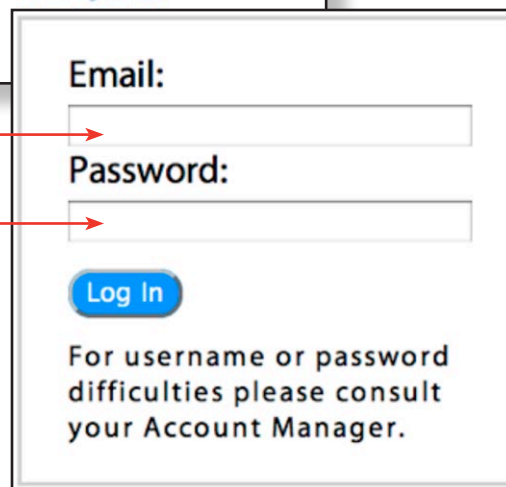 Email:
Password:
Log In
For username or password
difficulties please consult
your Account Manager.